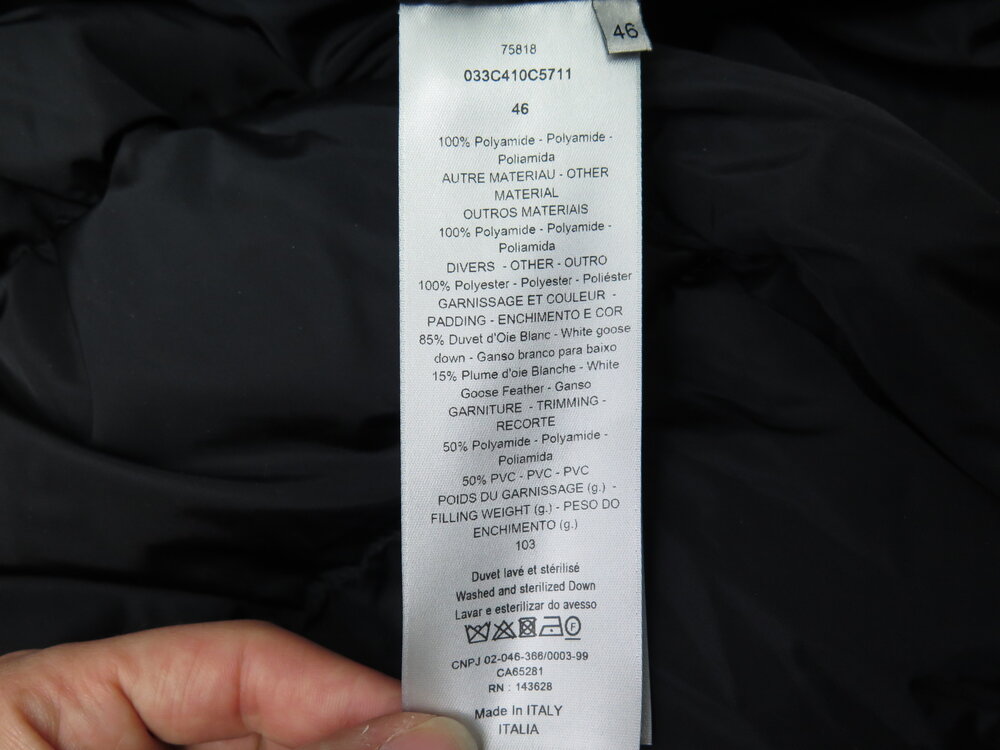 46
75818
033C410C5711
46
100% Polyamide - Polyamide -
Poliamida
AUTRE MATERIAU - OTHER
MATERIAL
OUTROS MATERIAIS
100% Polyamide - Polyamide -
Poliamida
DIVERS - OTHER - OUTRO
100% Polyester - Polyester - Poliéster
GARNISSAGE ET COULEUR -
PADDING - ENCHIMENTO E COR
85% Duvet d'Oie Blanc - White goose
down - Ganso branco para baixo
15% Plume d'oie Blanche - White
Goose Feather - Ganso
GARNITURE - TRIMMING -
RECORTE
50% Polyamide - Polyamide -
Poliamida
50% PVC - PVC - PVC
POIDS DU GARNISSAGE (g.) -
FILLING WEIGHT (g.) - PESO DO
ENCHIMENTO (g.)
103
Duvet lavé et stérilisé
Washed and sterilized Down
Lavar e esterilizar do avesso
F
CNPJ 02-046-366/0003-99
CA65281
RN : 143628
Made In ITALY
ITALIA